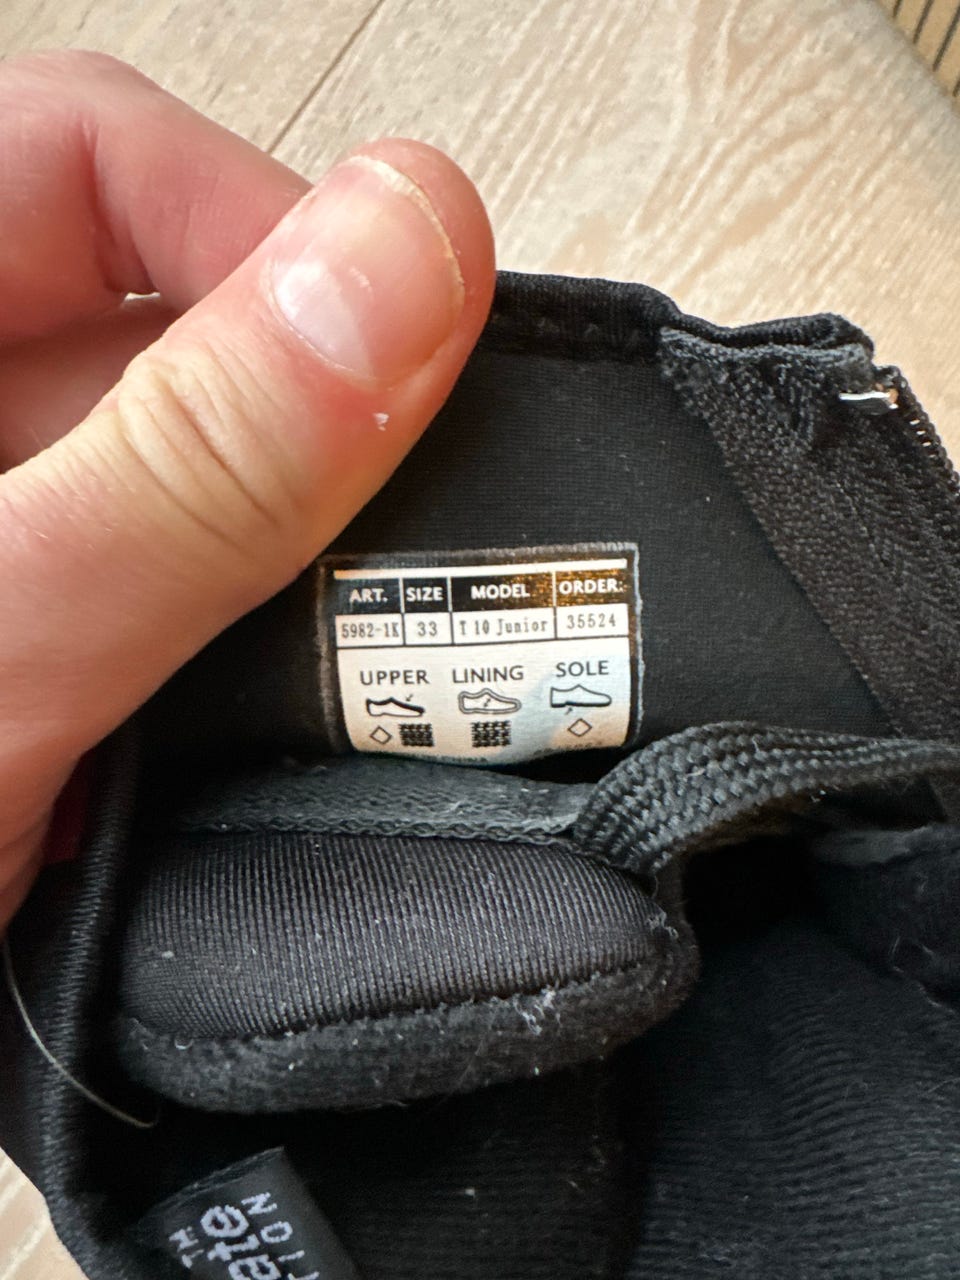 ART. SIZE MODEL ORDER:
5982-1K 33 T 10 Junior 35524
UPPER LINING SOLE